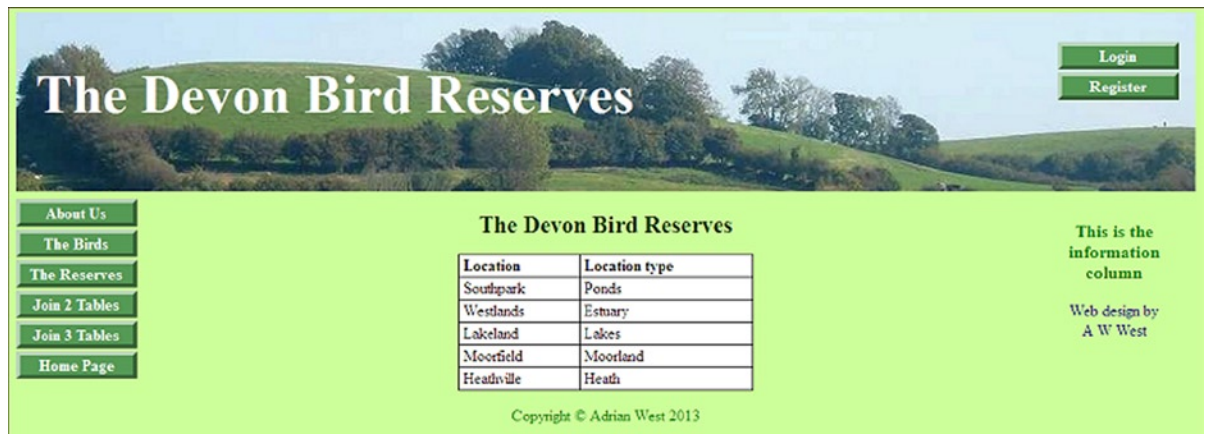 The Devon Bird Reserves
Login
Register
About Us
The Birds
The Reserves
Join 2 Tables
Join 3 Tables
Home Page
The Devon Bird Reserves
Location Location type
Southpark Ponds
Westlands Estuary
Lakeland Lakes
Moorfield Moorland
Heathville Heath
This is the
information
column
Web design by
A W West
Copyright © Adrian West 2013